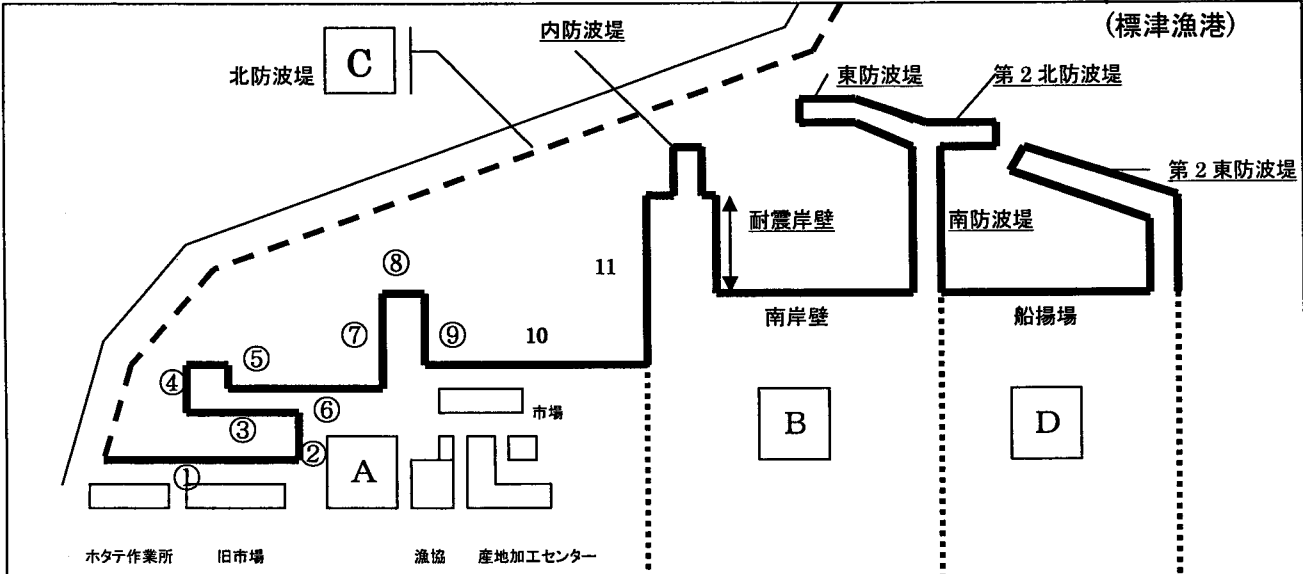 (標津漁港)
内防波堤
北防波堤
C
東防波堤
第2北防波堤
第2東防波堤
耐震岸壁
南防波堤
⑧
11
南岸壁
船揚場
⑦
⑨
10
⑤
④
⑥
市場
③
B
D
②
A
①
ホタテ作業所
旧市場
漁協
産地加工センター